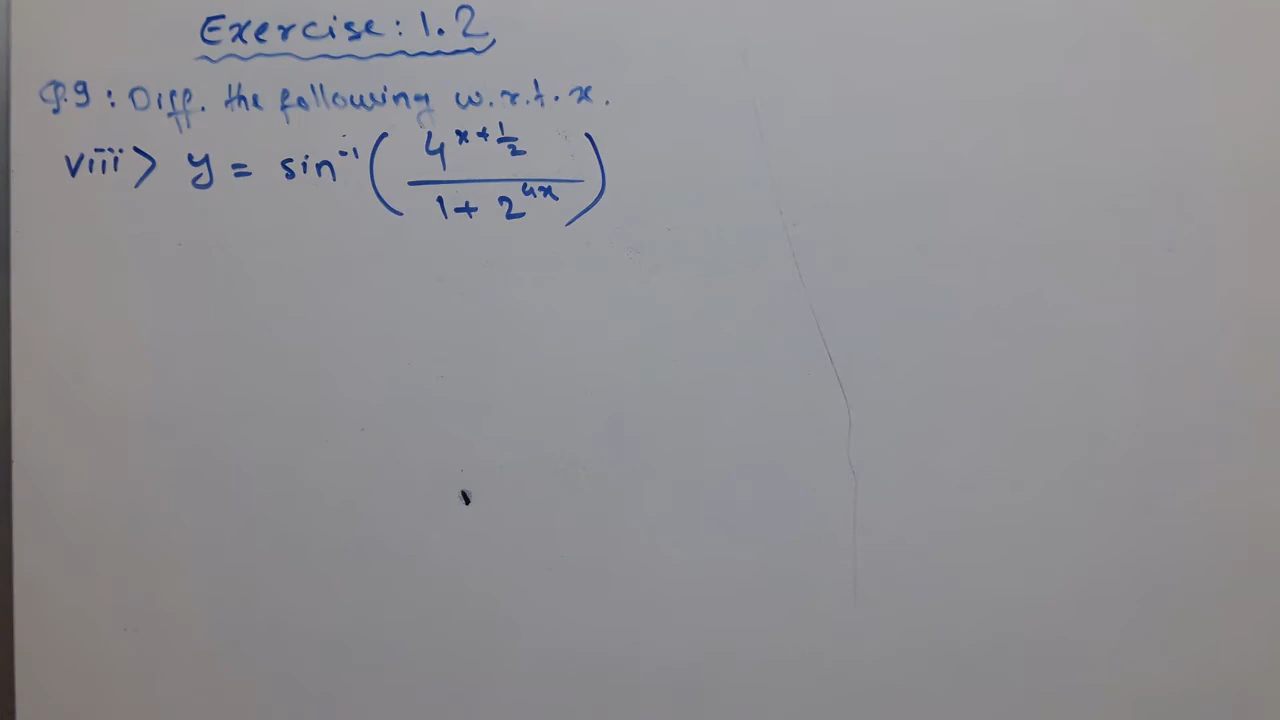 Exercise: 1.2
Q.9: Diff. the following w.r.t. x.
viii> y = sin⁻¹ ( 4^(x + 1/2) / (1 + 2^(4x)) )